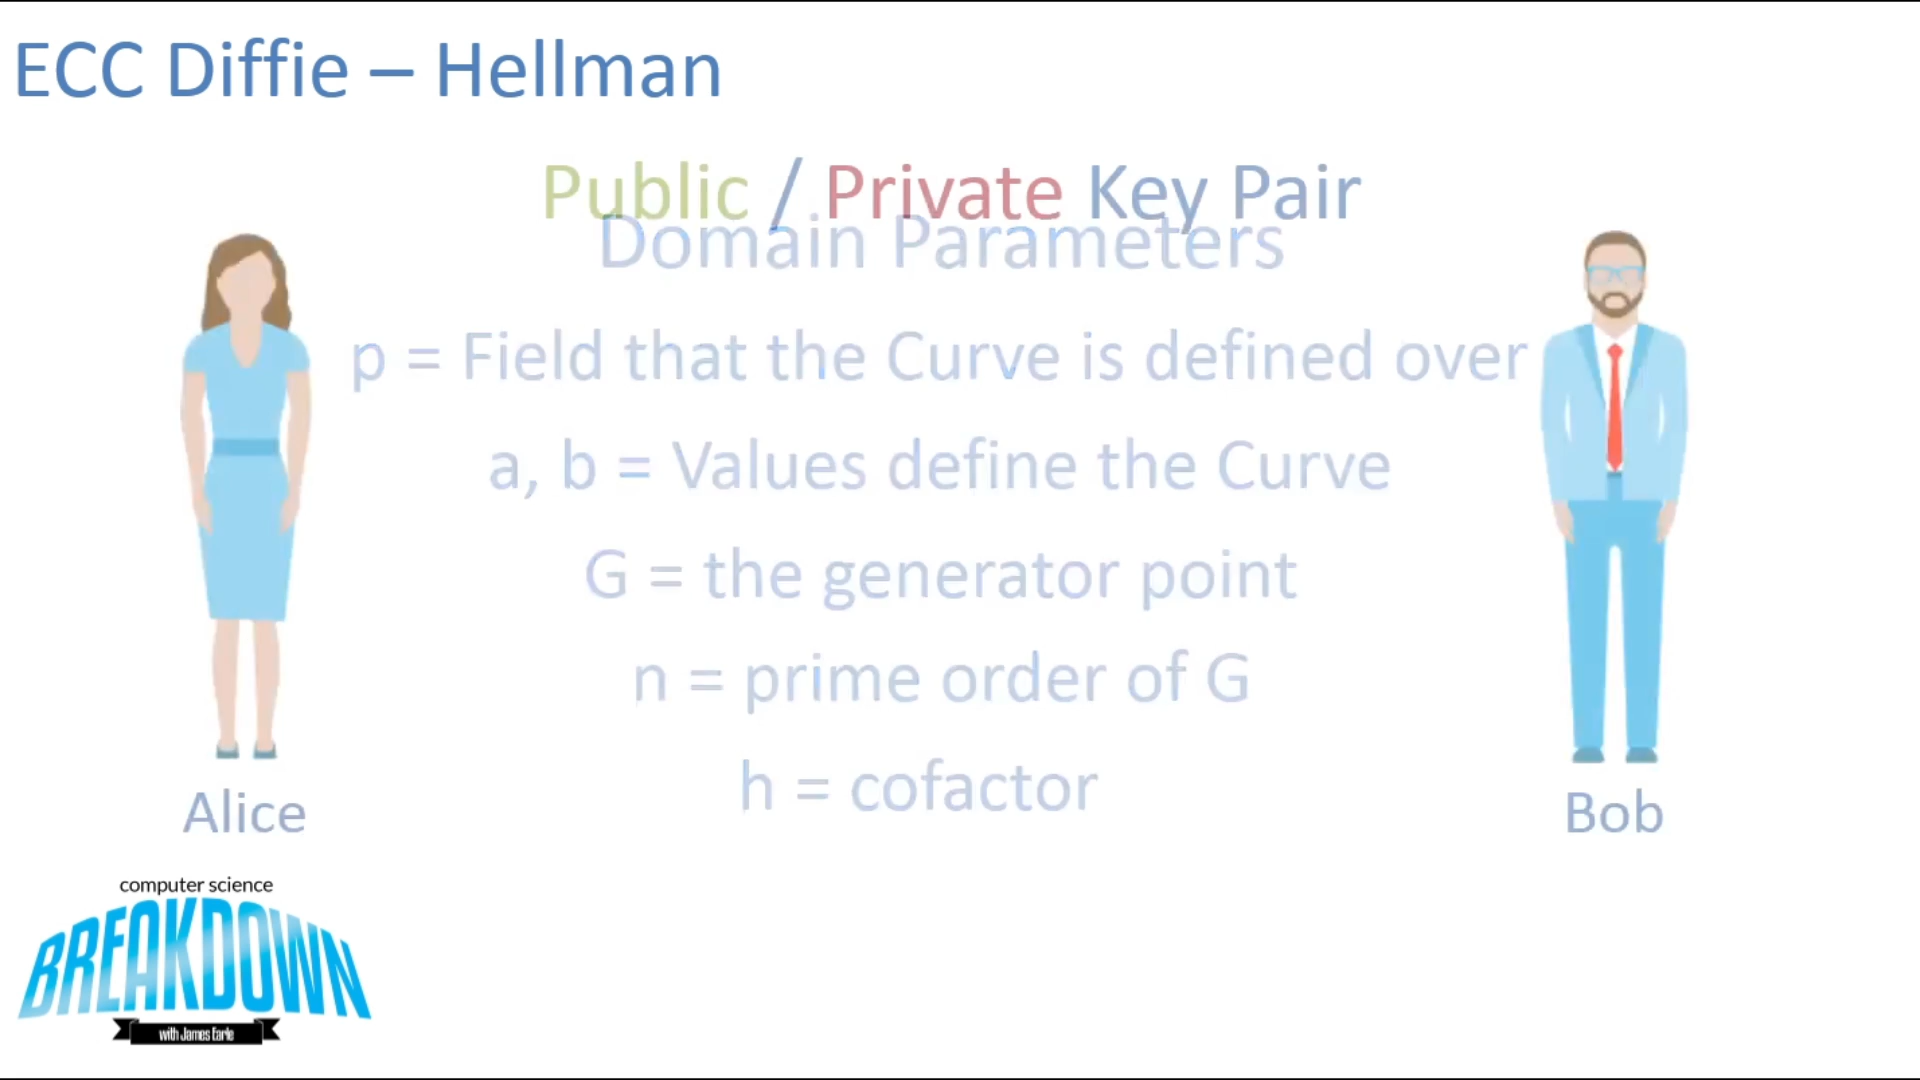 ECC Diffie – Hellman
Public / Private Key Pair
Domain Parameters
p = Field that the Curve is defined over
a, b = Values define the Curve
G = the generator point
n = prime order of G
h = cofactor
Alice
Bob
computer science
BREAKDOWN
with James Earle